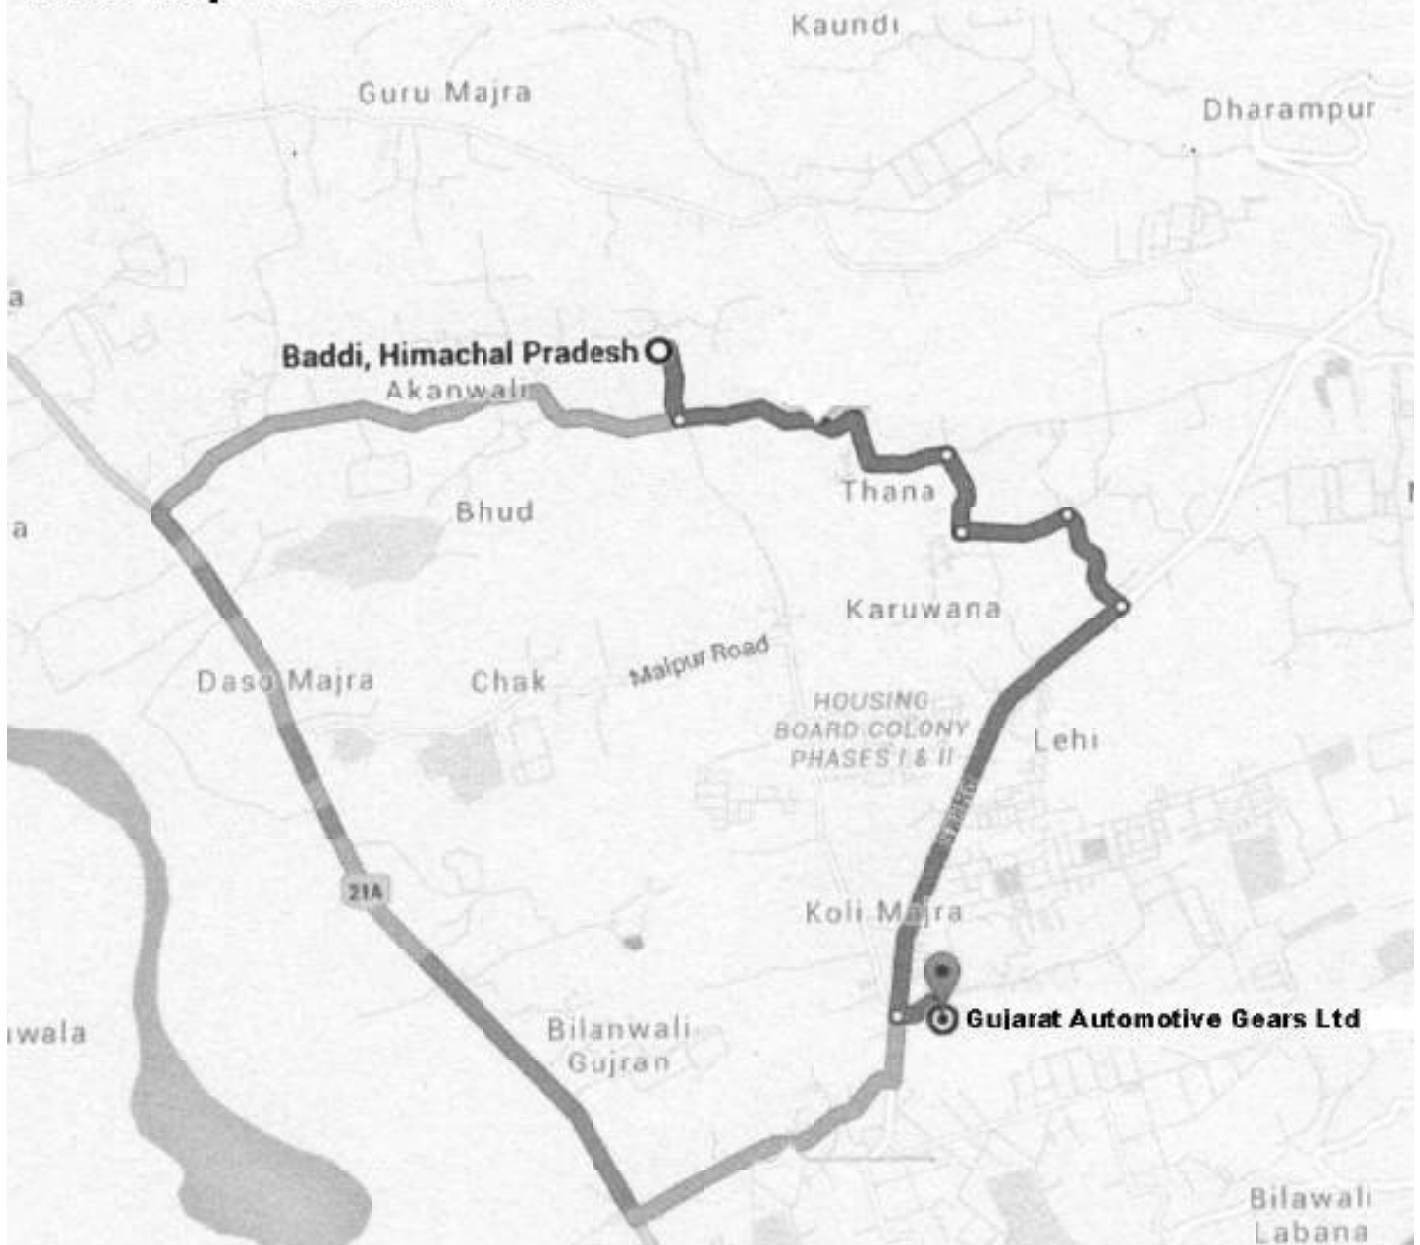 Kaundi
Guru Majra
Dharampur
a
Baddi, Himachal Pradesh
Akanwali
Thana
Bhud
a
Karuwana
Malpur Road
Daso Majra
Chak
HOUSING
BOARD COLONY
PHASES I & II
Lehi
21A
Koli Majra
Gujarat Automotive Gears Ltd
Bilanwali
Gujran
wala
Bilawali
Labana